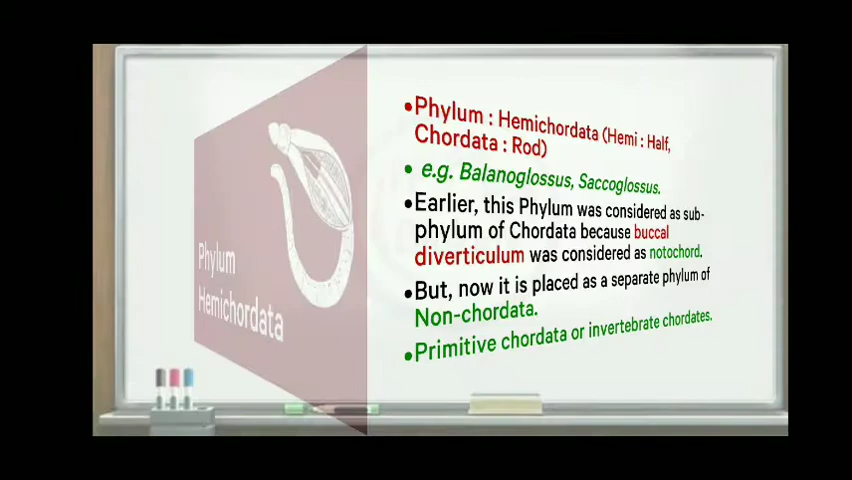 Phylum
Hemichordata
•Phylum : Hemichordata (Hemi : Half,
Chordata : Rod)
• e.g. Balanoglossus, Saccoglossus.
•Earlier, this Phylum was considered as sub-
phylum of Chordata because buccal
diverticulum was considered as notochord.
•But, now it is placed as a separate phylum of
Non-chordata.
•Primitive chordata or invertebrate chordates.